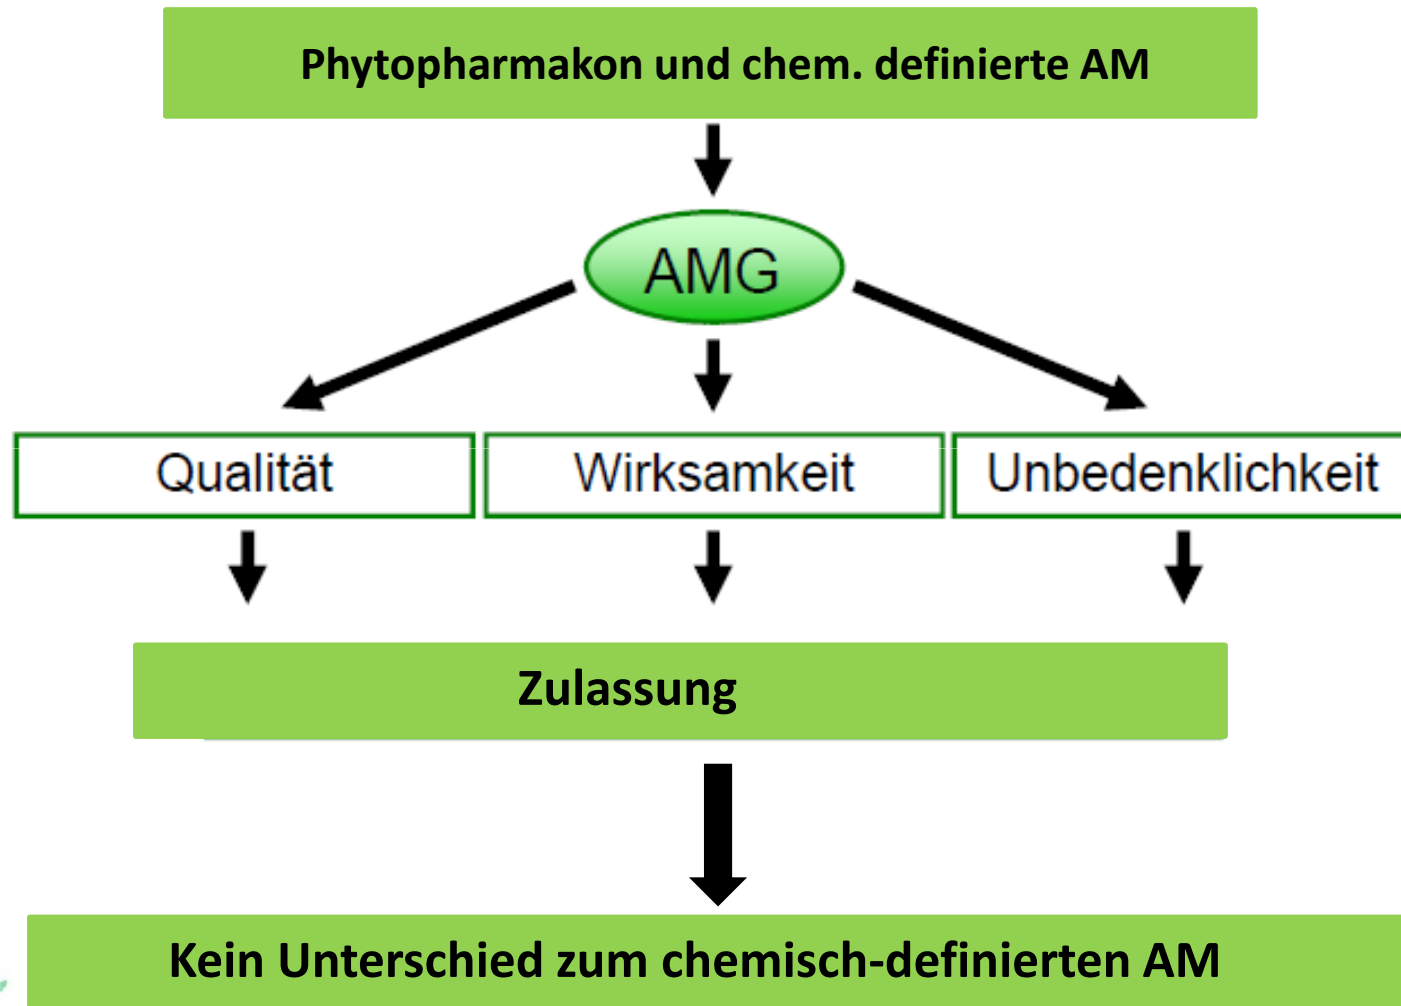 Phytopharmakon und chem. definierte AM
AMG
Qualität
Wirksamkeit
Unbedenklichkeit
Zulassung
Kein Unterschied zum chemisch-definierten AM